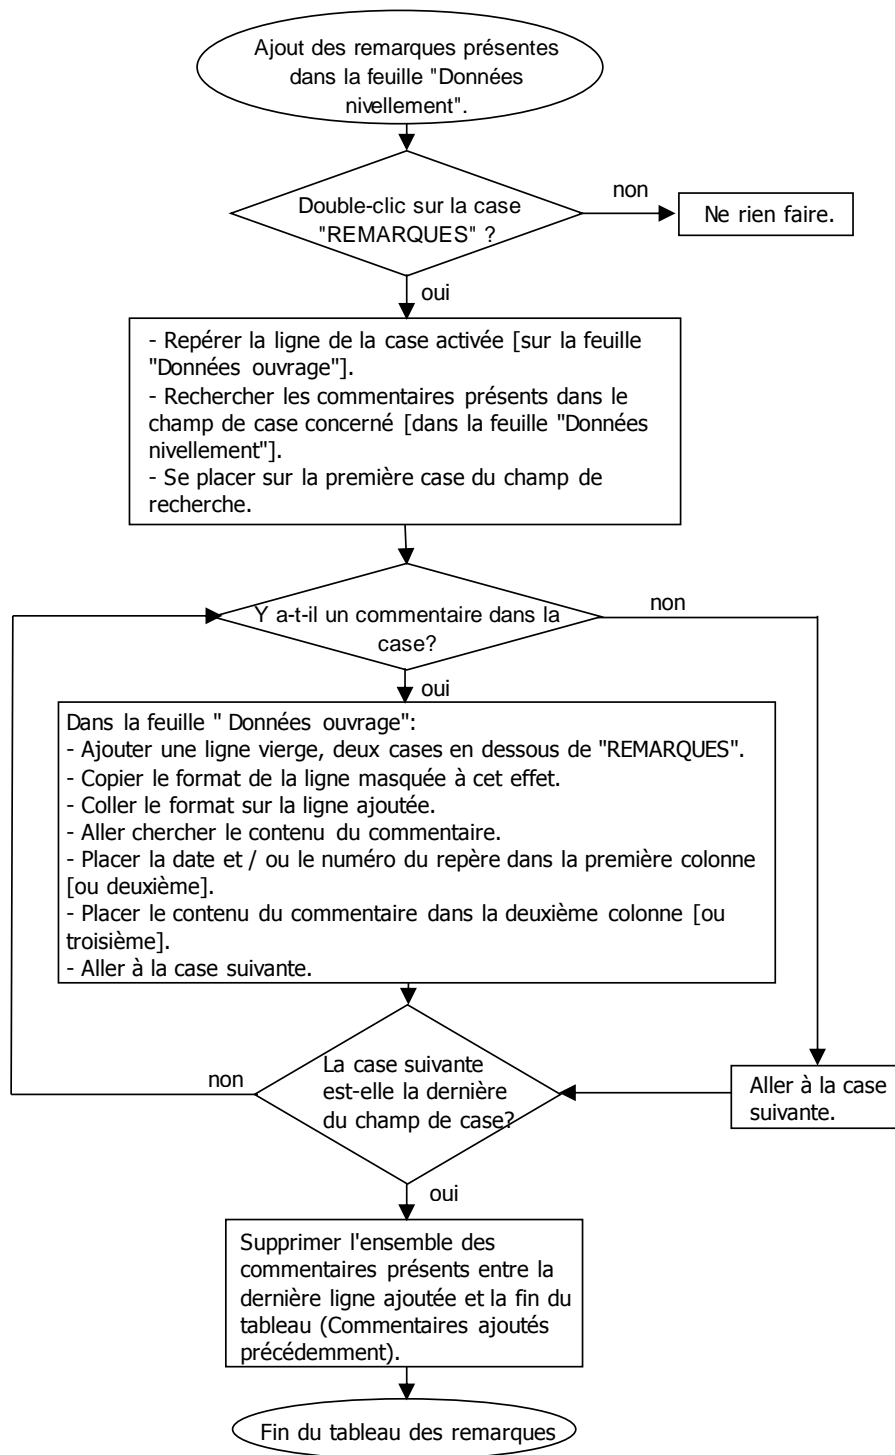 Ajout des remarques présentes
dans la feuille "Données
nivellement".
Double-clic sur la case
"REMARQUES" ?
non
Ne rien faire.
oui
- Repérer la ligne de la case activée [sur la feuille
"Données ouvrage"].
- Rechercher les commentaires présents dans le
champ de case concerné [dans la feuille "Données
nivellement"].
- Se placer sur la première case du champ de
recherche.
Y a-t-il un commentaire dans la
case?
non
oui
Dans la feuille " Données ouvrage":
- Ajouter une ligne vierge, deux cases en dessous de "REMARQUES".
- Copier le format de la ligne masquée à cet effet.
- Coller le format sur la ligne ajoutée.
- Aller chercher le contenu du commentaire.
- Placer la date et / ou le numéro du repère dans la première colonne
[ou deuxième].
- Placer le contenu du commentaire dans la deuxième colonne [ou
troisième].
- Aller à la case suivante.
La case suivante
est-elle la dernière
du champ de case?
non
Aller à la case
suivante.
oui
Supprimer l'ensemble des
commentaires présents entre la
dernière ligne ajoutée et la fin du
tableau (Commentaires ajoutés
précédemment).
Fin du tableau des remarques